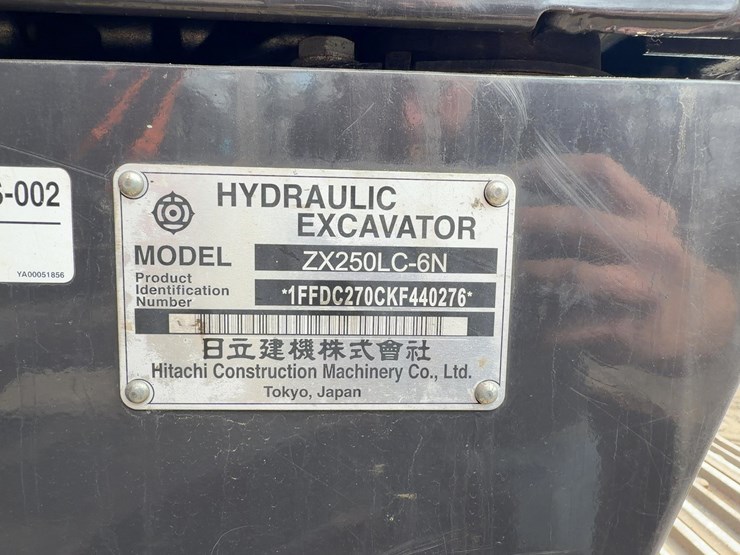 -002
YA00051856
HYDRAULIC
EXCAVATOR
MODEL ZX250LC-6N
Product
Identification
Number
*1FFDC270CKF440276*
日立建機株式會社
Hitachi Construction Machinery Co., Ltd.
Tokyo, Japan